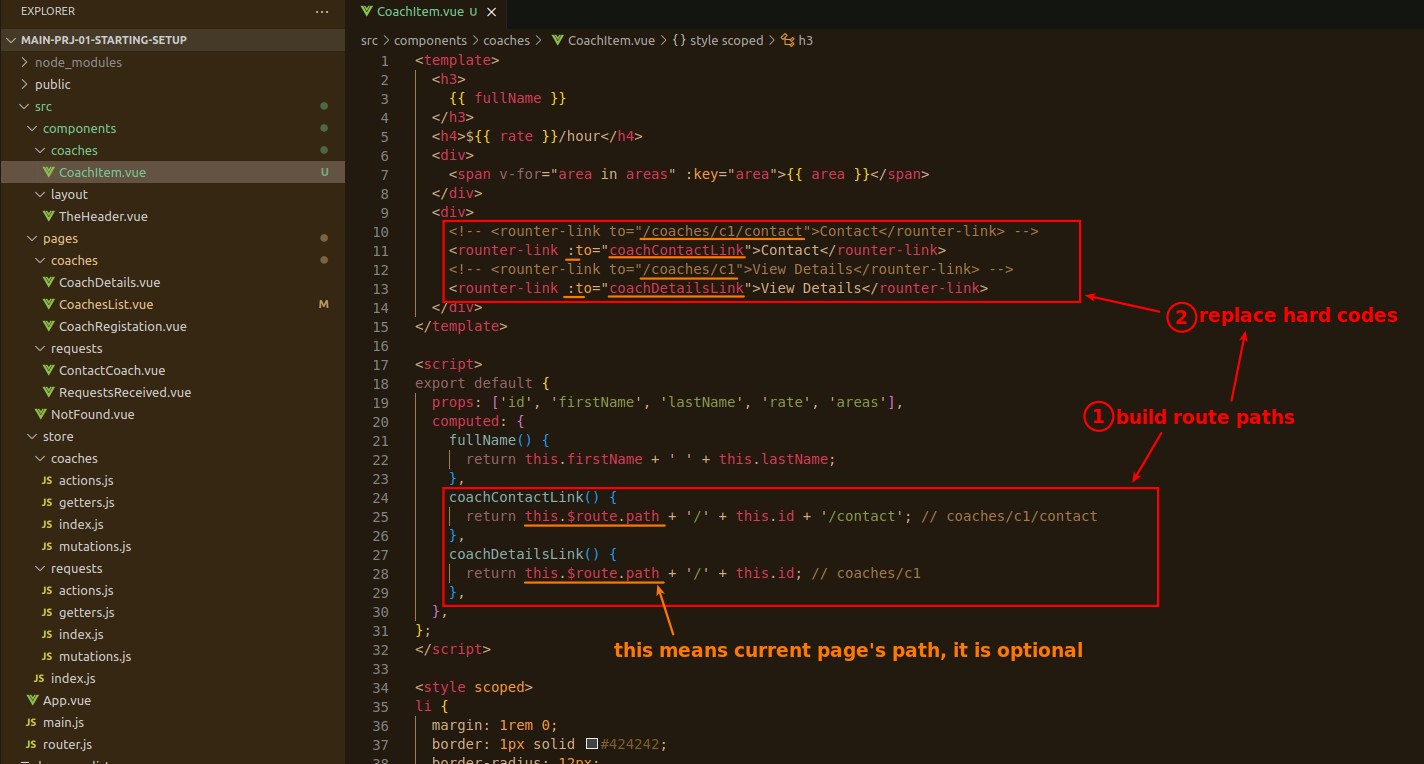 EXPLORER ...
MAIN-PRJ-01-STARTING-SETUP
node_modules
public
src
components
coaches
CoachItem.vue U
layout
TheHeader.vue
pages
coaches
CoachDetails.vue
CoachesList.vue M
CoachRegistation.vue
requests
ContactCoach.vue
RequestsReceived.vue
NotFound.vue
store
coaches
JS actions.js
JS getters.js
JS index.js
JS mutations.js
requests
JS actions.js
JS getters.js
JS index.js
JS mutations.js
JS index.js
App.vue
JS main.js
JS router.js
CoachItem.vue U
src > components > coaches > CoachItem.vue > {} style scoped > h3
1 <template>
2 <h3>
3 {{ fullName }}
4 </h3>
5 <h4>${{ rate }}/hour</h4>
6 <div>
7 <span v-for="area in areas" :key="area">{{ area }}</span>
8 </div>
9 <div>
10 <!-- <rounter-link to="/coaches/c1/contact">Contact</rounter-link> -->
11 <rounter-link :to="coachContactLink">Contact</rounter-link>
12 <!-- <rounter-link to="/coaches/c1">View Details</rounter-link> -->
13 <rounter-link :to="coachDetailsLink">View Details</rounter-link>
14 </div>
15 </template>
16
17 <script>
18 export default {
19 props: ['id', 'firstName', 'lastName', 'rate', 'areas'],
20 computed: {
21 fullName() {
22 return this.firstName + ' ' + this.lastName;
23 },
24 coachContactLink() {
25 return this.$route.path + '/' + this.id + '/contact'; // coaches/c1/contact
26 },
27 coachDetailsLink() {
28 return this.$route.path + '/' + this.id; // coaches/c1
29 },
30 },
31 };
32 </script>
33
34 <style scoped>
35 li {
36 margin: 1rem 0;
37 border: 1px solid #424242;
38 border-radius: 12px;
2 replace hard codes
1 build route paths
this means current page's path, it is optional